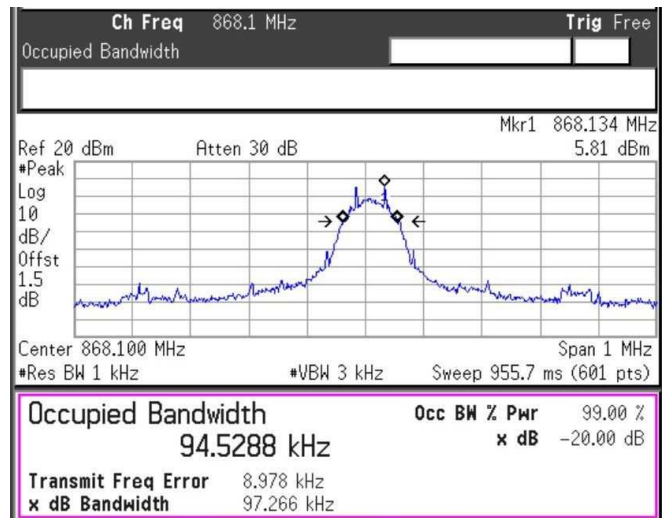 Ch Freq 868.1 MHz Trig Free
Occupied Bandwidth
Mkr1 868.134 MHz
Ref 20 dBm Atten 30 dB 5.81 dBm
#Peak
Log
10
dB/
Offst
1.5
dB
Center 868.100 MHz Span 1 MHz
#Res BW 1 kHz #VBW 3 kHz Sweep 955.7 ms (601 pts)
Occupied Bandwidth Occ BW % Pwr 99.00 %
94.5288 kHz x dB -20.00 dB
Transmit Freq Error 8.978 kHz
x dB Bandwidth 97.266 kHz